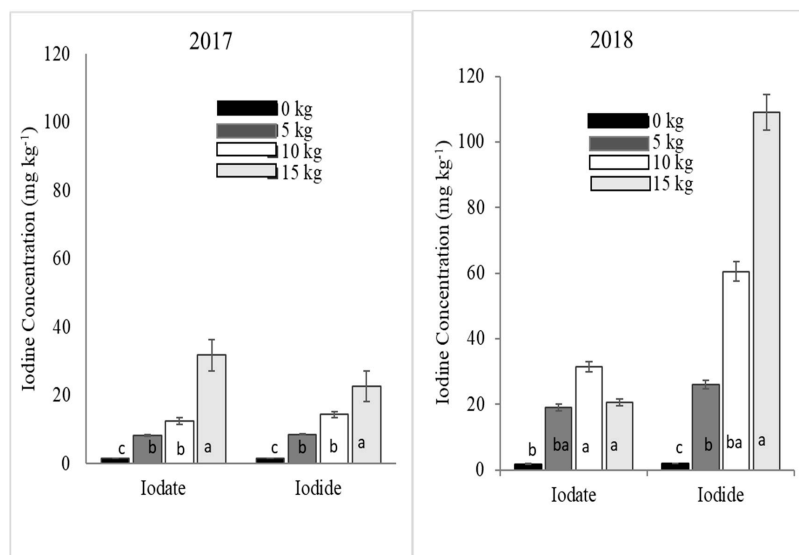 2017
120
100
80
60
40
20
0
Iodine Concentration (mg kg-1)
0 kg
5 kg
10 kg
15 kg
c b b a
c b b a
Iodate
Iodide
2018
120
100
80
60
40
20
0
Iodine Concentration (mg kg-1)
0 kg
5 kg
10 kg
15 kg
b ba a a
c b ba a
Iodate
Iodide